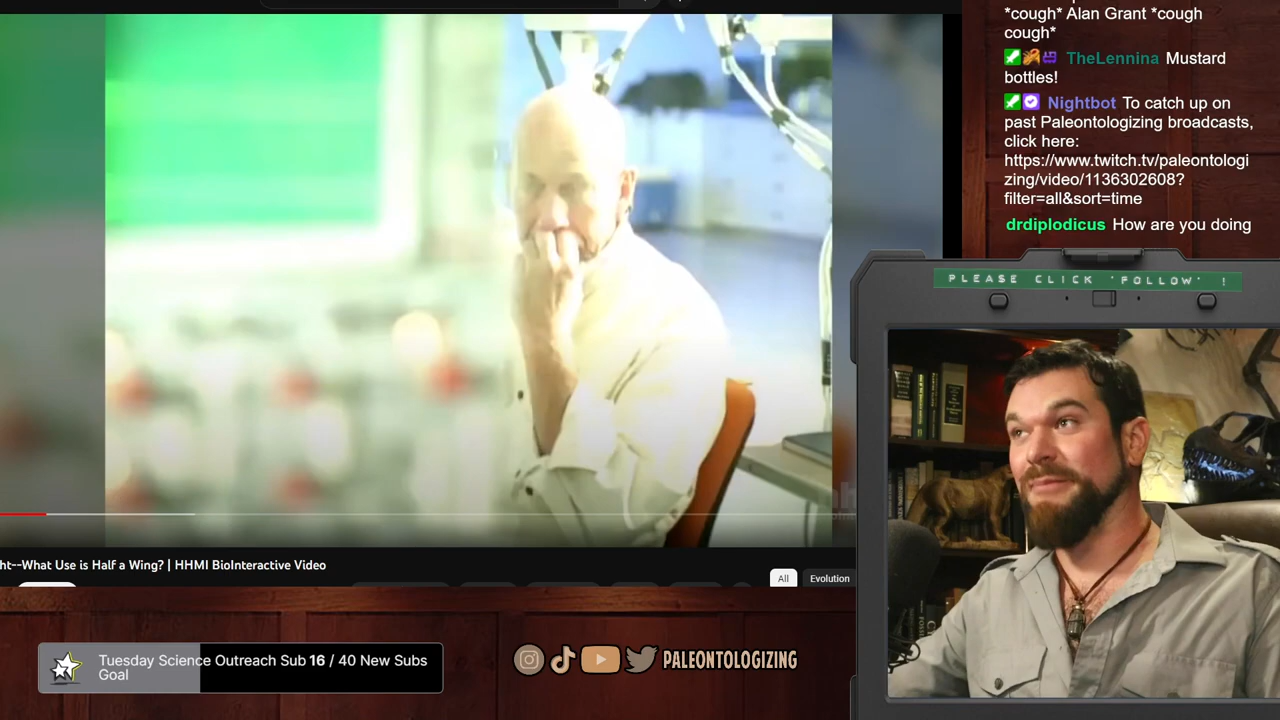 *cough* Alan Grant *cough
cough*
TheLennina Mustard
bottles!
Nightbot To catch up on
past Paleontologizing broadcasts,
click here:
https://www.twitch.tv/paleontologi
zing/video/1136302608?
filter=all&sort=time
drdiplodicus How are you doing
PLEASE CLICK 'FOLLOW' !
ht--What Use is Half a Wing? | HHMI BioInteractive Video
All Evolution
Tuesday Science Outreach Sub 16 / 40 New Subs
Goal
PALEONTOLOGIZING